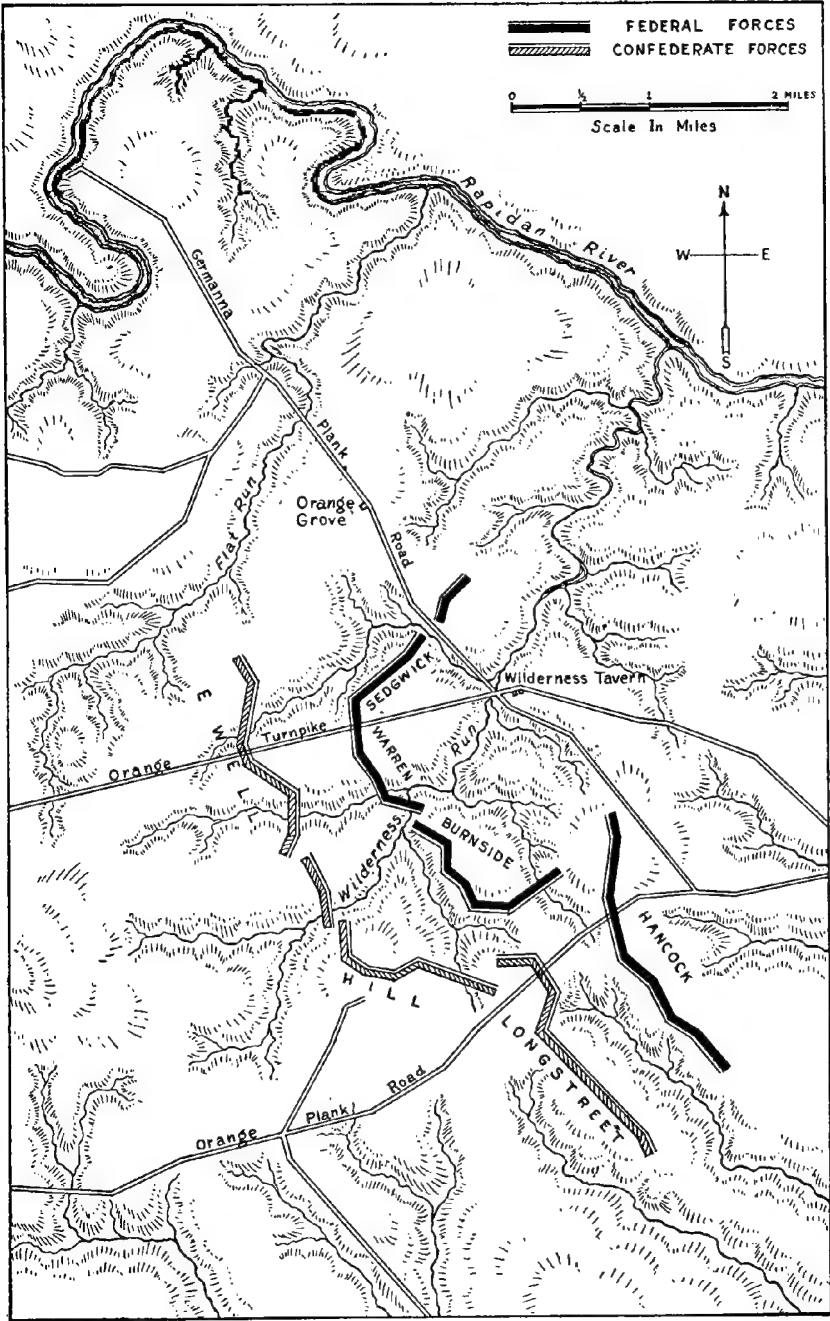 FEDERAL FORCES
CONFEDERATE FORCES
0 ½ 1 2 MILES
Scale In Miles
Rapidan River
N
W E
S
Germanna Plank Road
Flat Run
Orange Grove
Wilderness Tavern
SEDGWICK
EWELL
Orange Turnpike
WARREN
Wilderness Run
BURNSIDE
HANCOCK
HILL
LONGSTREET
Orange Plank Road